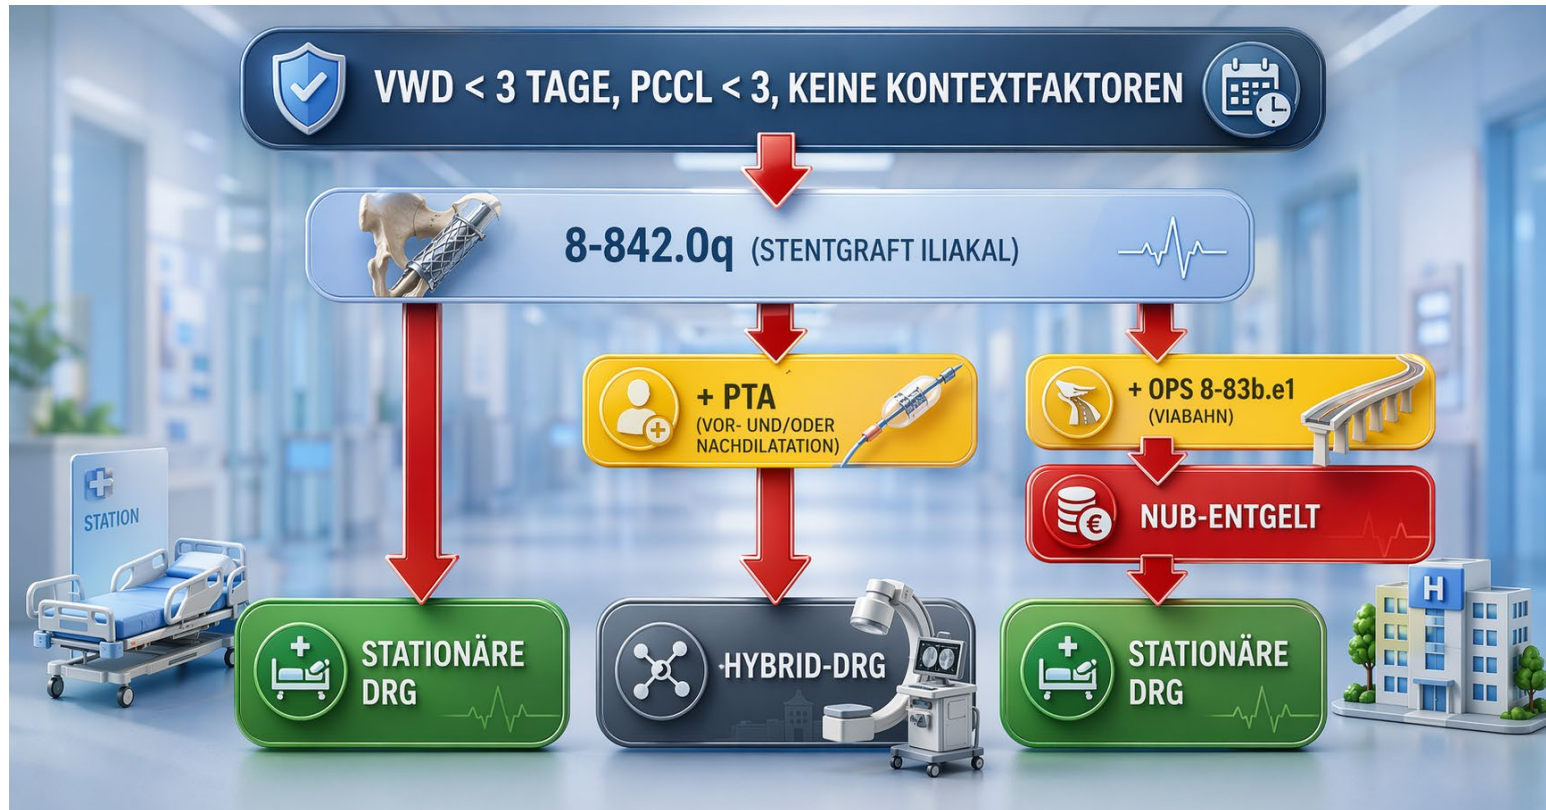 VWD < 3 TAGE, PCCL < 3, KEINE KONTEXTFAKTOREN
8-842.0q (STENTGRAFT ILIAKAL)
+ PTA
(VOR- UND/ODER
NACHDILATATION)
+ OPS 8-83b.e1
(VIABAHN)
NUB-ENTGELT
€
STATION
H
STATIONÄRE
DRG
HYBRID-DRG
STATIONÄRE
DRG